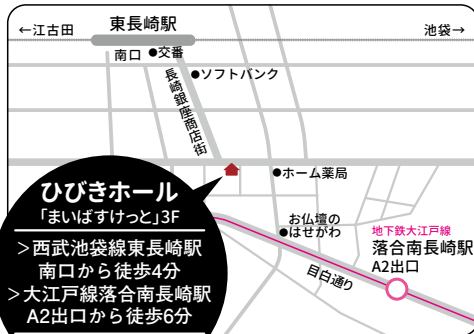 ←江古田
東長崎駅
池袋→
南口
●交番
●ソフトバンク
長崎銀座商店街
●ホーム薬局
ひびきホール
「まいばすけっと」3F
＞西武池袋線東長崎駅
南口から徒歩4分
＞大江戸線落合南長崎駅
A2出口から徒歩6分
お仏壇の
●はせがわ
目白通り
地下鉄大江戸線
落合南長崎駅
A2出口